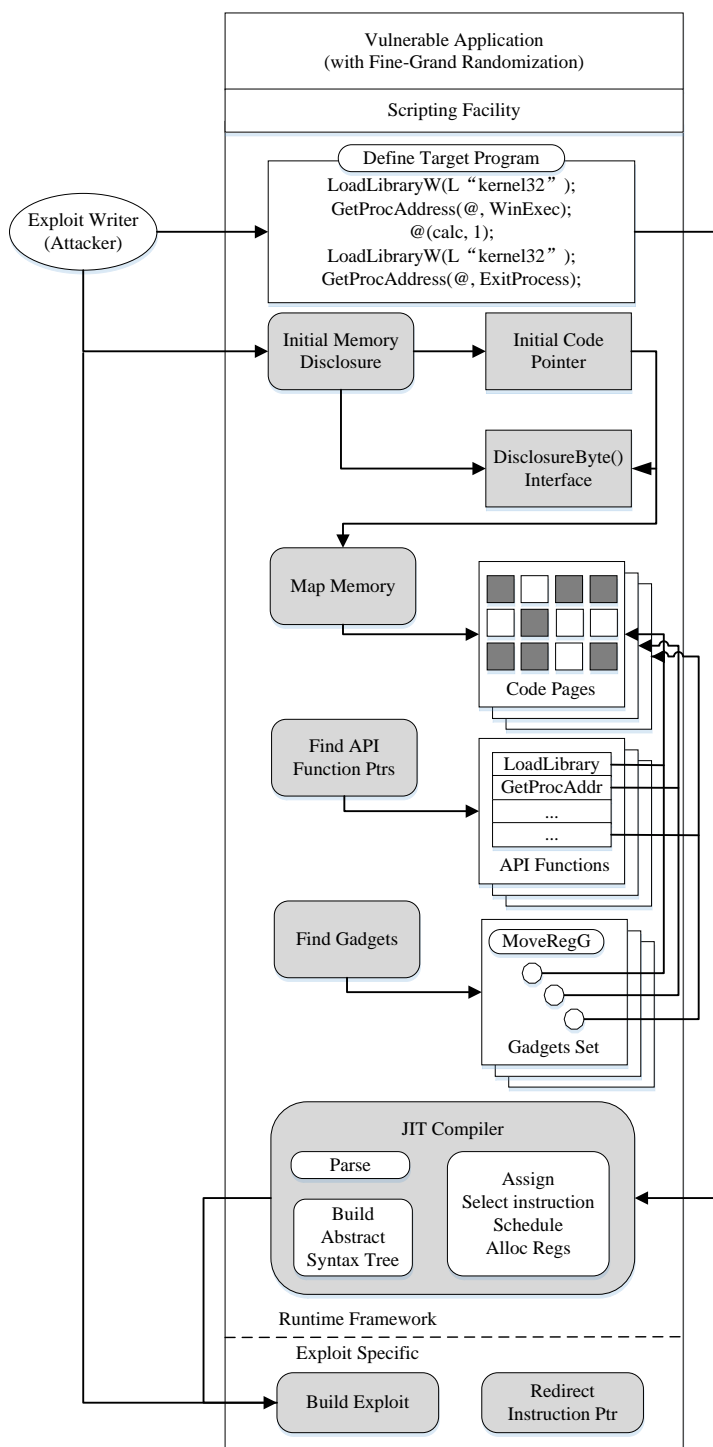 Vulnerable Application
(with Fine-Grand Randomization)
Scripting Facility
Define Target Program
LoadLibraryW(L “kernel32” );
GetProcAddress(@, WinExec);
@(calc, 1);
LoadLibraryW(L “kernel32” );
GetProcAddress(@, ExitProcess);
Exploit Writer
(Attacker)
Initial Memory
Disclosure
Initial Code
Pointer
DisclosureByte()
Interface
Map Memory
Code Pages
Find API
Function Ptrs
LoadLibrary
GetProcAddr
...
...
API Functions
Find Gadgets
MoveRegG
Gadgets Set
JIT Compiler
Parse
Build
Abstract
Syntax Tree
Assign
Select instruction
Schedule
Alloc Regs
Runtime Framework
Exploit Specific
Build Exploit
Redirect
Instruction Ptr